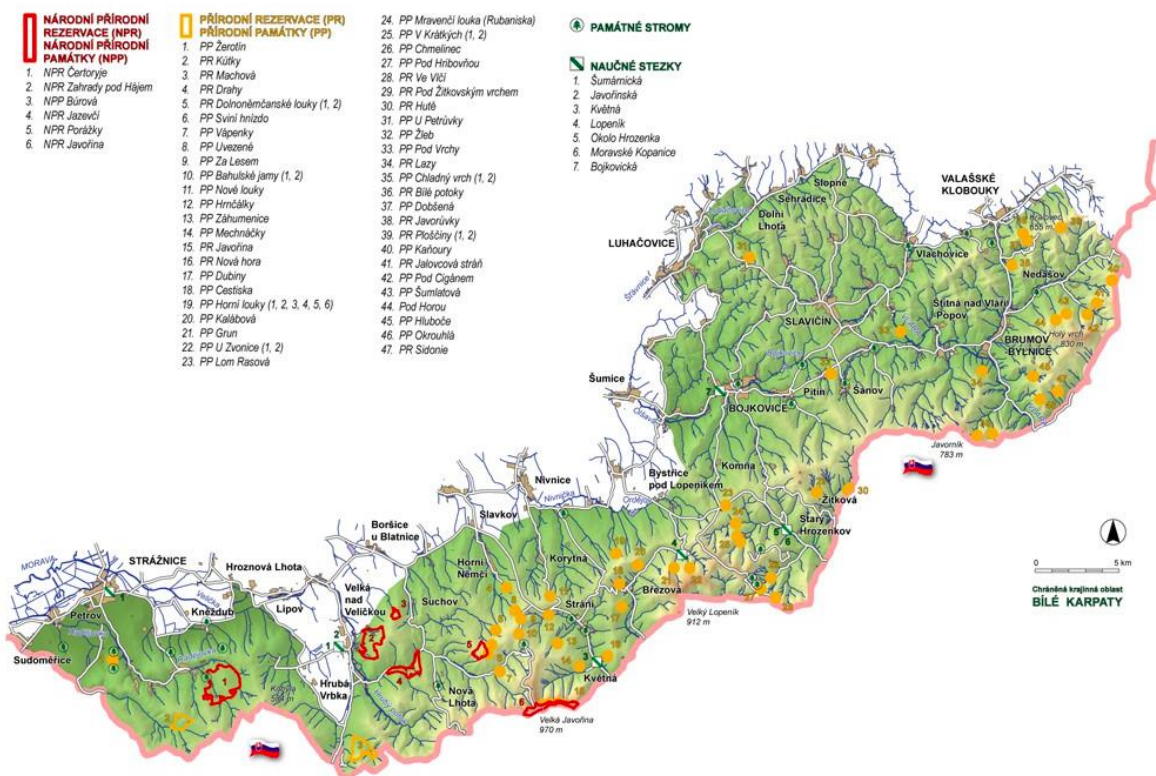 NÁRODNÍ PŘÍRODNÍ
REZERVACE (NPR)
NÁRODNÍ PŘÍRODNÍ
PAMÁTKY (NPP)
1. NPR Čertoryje
2. NPR Zahrady pod Hájem
3. NPP Búrová
4. NPR Jazevčí
5. NPR Porážky
6. NPR Javořina
PŘÍRODNÍ REZERVACE (PR)
PŘÍRODNÍ PAMÁTKY (PP)
1. PP Žerotín
2. PR Kútky
3. PR Machová
4. PR Drahy
5. PR Dolnoněmčanské louky (1, 2)
6. PP Sviní hnízdo
7. PP Vápenky
8. PP Uvezené
9. PP Za Lesem
10. PP Bahulské jamy (1, 2)
11. PP Nové louky
12. PP Hrnčálky
13. PP Záhumenice
14. PP Mechnáčky
15. PR Javořina
16. PR Nová hora
17. PP Dubiny
18. PP Cestiska
19. PP Horní louky (1, 2, 3, 4, 5, 6)
20. PP Kalábová
21. PP Grun
22. PP U Zvonice (1, 2)
23. PP Lom Rasová
24. PP Mravenčí louka (Rubaniska)
25. PP V Krátkých (1, 2)
26. PP Chmelinec
27. PP Pod Hribovňou
28. PR Ve Vlčí
29. PR Pod Žitkovským vrchem
30. PR Hutě
31. PP U Petrůvky
32. PP Žleb
33. PP Pod Vrchy
34. PR Lazy
35. PP Chladný vrch (1, 2)
36. PR Bílé potoky
37. PP Dobšená
38. PP Javorůvky
39. PR Ploščiny (1, 2)
40. PP Kaňoury
41. PR Jalovcová stráň
42. PP Pod Cigánem
43. PP Šumlatová
44. Pod Horou
45. PP Hluboče
46. PP Okrouhlá
47. PR Sidonie
PAMÁTNÉ STROMY
NAUČNÉ STEZKY
1. Šumárnická
2. Javořinská
3. Květná
4. Lopeník
5. Okolo Hrozenka
6. Moravské Kopanice
7. Bojkovická
VALAŠSKÉ
KLOBOUKY
Slopné
Sehradice
Dolní
Lhota
LUHAČOVICE
Královec
655 m
Vlachovice
Nedašov
Štítná nad Vláří
Popov
SLAVIČÍN
Holý vrch
830 m
BRUMOV
BYLNICE
Šťávnice
Šumice
Olšava
Pitín
Šanov
BOJKOVICE
Javorník
783 m
Komňa
Bystřice
pod Lopeníkem
Nivnice
Nivnička
Ordějov
Slavkov
Žítková
Starý
Hrozenkov
Boršice
u Blatnice
Horní
Němčí
Korytná
Strání
Březová
Velký Lopeník
912 m
MORAVA
STRÁŽNICE
Hroznová Lhota
Velká
nad
Veličkou
Suchov
Petrov
Kněždub
Lipov
Velička
Radějovka
Sudoměřice
Hrubá
Vrbka
Nová
Lhota
Květná
Velká Javořina
970 m
0 5 km
Chráněná krajinná oblast
BÍLÉ KARPATY